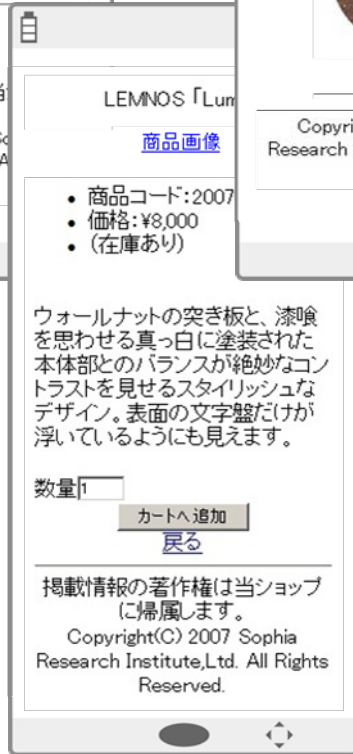 LEMNOS「Lum
商品画像
• 商品コード:2007
• 価格:¥8,000
• (在庫あり)
ウォールナットの突き板と、漆喰
を思わせる真っ白に塗装された
本体部とのバランスが絶妙なコン
トラストを見せるスタイリッシュな
デザイン。表面の文字盤だけが
浮いているようにも見えます。
数量1
カートへ追加
戻る
掲載情報の著作権は当ショップ
に帰属します。
Copyright(C) 2007 Sophia
Research Institute,Ltd. All Rights
Reserved.
Copyri
Research